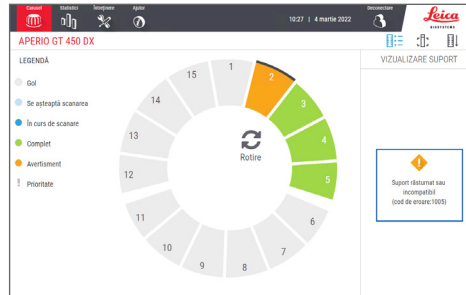 Carusel
Statistici
Întreținere
Ajutor
10:27 | 4 martie 2022
Deconectare
Leica
BIOSYSTEMS
APERIO GT 450 DX
LEGENDĂ
VIZUALIZARE SUPORT
Gol
Se așteaptă scanarea
În curs de scanare
Complet
Avertisment
! Prioritate
1
2
3
4
5
6
7
8
9
10
11
12
13
14
15
Rotire
Suport răsturnat sau
incompatibil
(cod de eroare:1005)